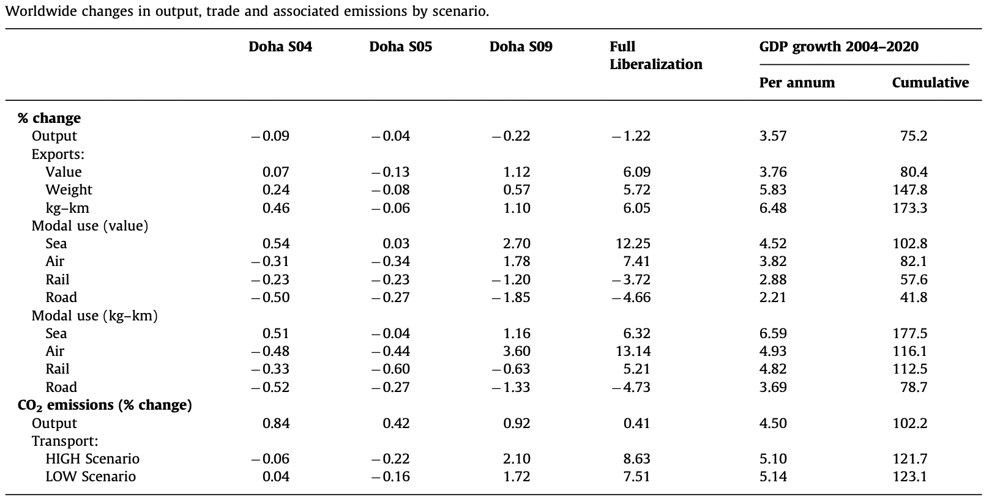 Worldwide changes in output, trade and associated emissions by scenario.
Doha S04 Doha S05 Doha S09 Full Liberalization GDP growth 2004–2020
Per annum Cumulative
% change
Output −0.09 −0.04 −0.22 −1.22 3.57 75.2
Exports:
Value 0.07 −0.13 1.12 6.09 3.76 80.4
Weight 0.24 −0.08 0.57 5.72 5.83 147.8
kg–km 0.46 −0.06 1.10 6.05 6.48 173.3
Modal use (value)
Sea 0.54 0.03 2.70 12.25 4.52 102.8
Air −0.31 −0.34 1.78 7.41 3.82 82.1
Rail −0.23 −0.23 −1.20 −3.72 2.88 57.6
Road −0.50 −0.27 −1.85 −4.66 2.21 41.8
Modal use (kg–km)
Sea 0.51 −0.04 1.16 6.32 6.59 177.5
Air −0.48 −0.44 3.60 13.14 4.93 116.1
Rail −0.33 −0.60 −0.63 5.21 4.82 112.5
Road −0.52 −0.27 −1.33 −4.73 3.69 78.7
CO₂ emissions (% change)
Output 0.84 0.42 0.92 0.41 4.50 102.2
Transport:
HIGH Scenario −0.06 −0.22 2.10 8.63 5.10 121.7
LOW Scenario 0.04 −0.16 1.72 7.51 5.14 123.1